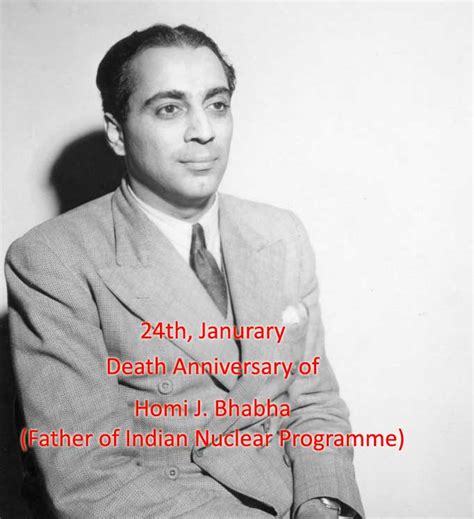 24th, Janurary
Death Anniversary of
Homi J. Bhabha
(Father of Indian Nuclear Programme)